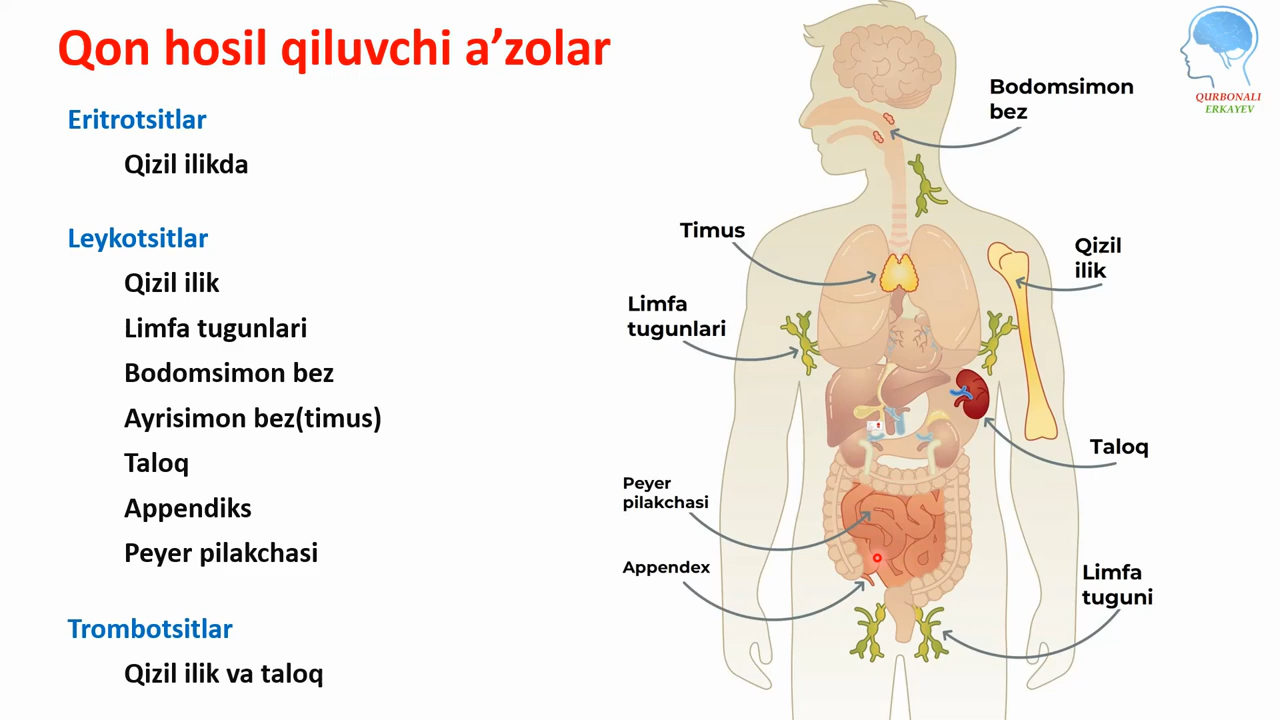 Qon hosil qiluvchi a’zolar
Eritrotsitlar
Qizil ilikda
Leykotsitlar
Qizil ilik
Limfa tugunlari
Bodomsimon bez
Ayrisimon bez(timus)
Taloq
Appendiks
Peyer pilakchasi
Trombotsitlar
Qizil ilik va taloq
Bodomsimon
bez
Timus
Limfa
tugunlari
Qizil
ilik
Taloq
Peyer
pilakchasi
Appendex
Limfa
tuguni
QURBONALI
ERKAYEV